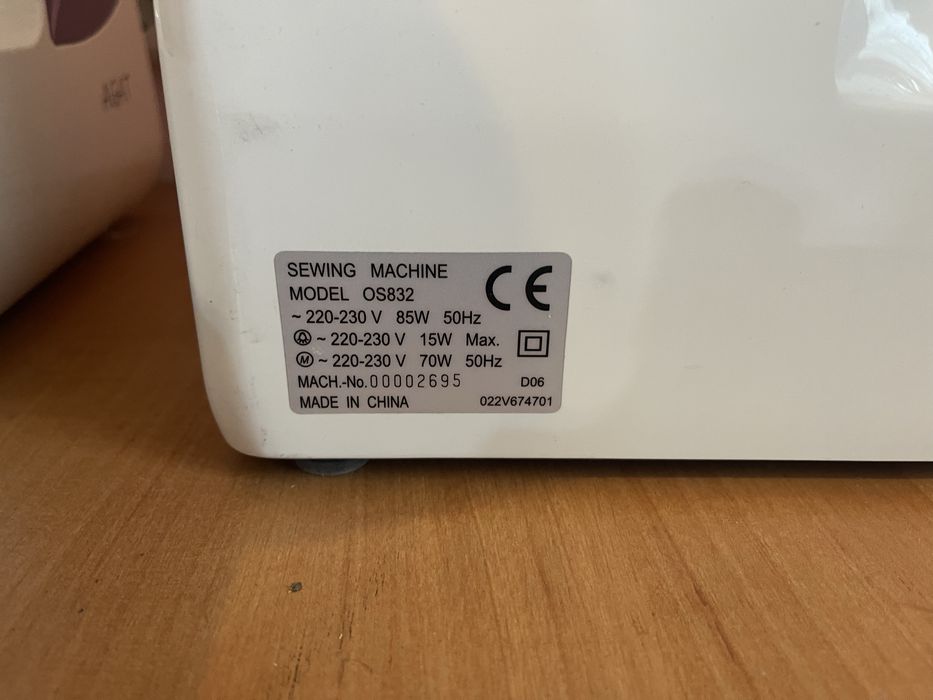 SEWING MACHINE
MODEL OS832
CE
~ 220-230 V 85W 50Hz
~ 220-230 V 15W Max.
M ~ 220-230 V 70W 50Hz
MACH.-No. 00002695 D06
MADE IN CHINA 022V674701